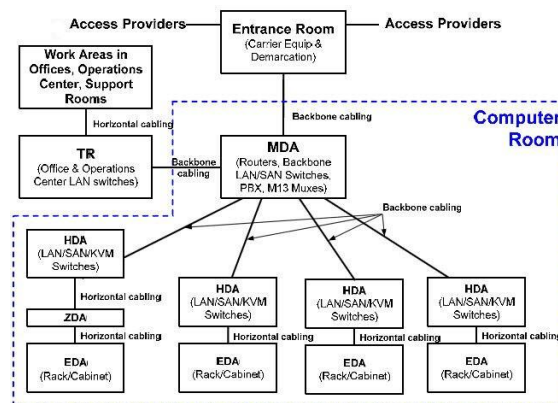 Access Providers
Access Providers
Entrance Room
(Carrier Equip &
Demarcation)
Work Areas in
Offices, Operations
Center, Support
Rooms
Horizontal cabling
Backbone cabling
Computer
Room
TR
(Office & Operations
Center LAN switches)
Backbone
cabling
MDA
(Routers, Backbone
LAN/SAN Switches,
PBX, M13 Muxes)
Backbone cabling
HDA
(LAN/SAN/KVM
Switches)
HDA
(LAN/SAN/KVM
Switches)
HDA
(LAN/SAN/KVM
Switches)
HDA
(LAN/SAN/KVM
Switches)
Horizontal cabling
ZDA
Horizontal cabling
Horizontal cabling
Horizontal cabling
Horizontal cabling
EDA
(Rack/Cabinet)
EDA
(Rack/Cabinet)
EDA
(Rack/Cabinet)
EDA
(Rack/Cabinet)